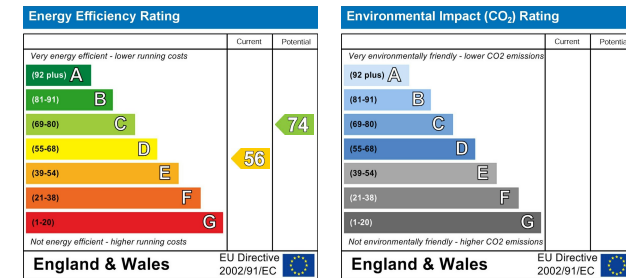 Energy Efficiency Rating
Current Potential
Very energy efficient - lower running costs
(92 plus) A
(81-91) B
(69-80) C
74
(55-68) D
56
(39-54) E
(21-38) F
(1-20) G
Not energy efficient - higher running costs
England & Wales
EU Directive
2002/91/EC
Environmental Impact (CO₂) Rating
Current Potential
Very environmentally friendly - lower CO2 emissions
(92 plus) A
(81-91) B
(69-80) C
(55-68) D
(39-54) E
(21-38) F
(1-20) G
Not environmentally friendly - higher CO2 emissions
England & Wales
EU Directive
2002/91/EC